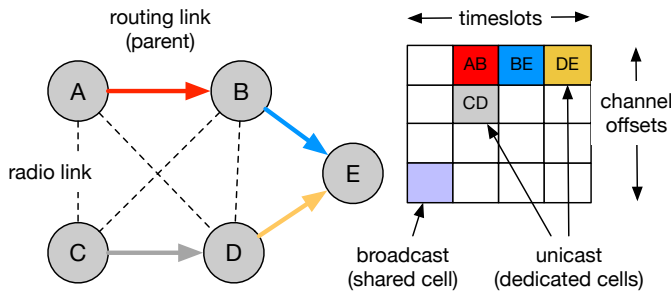 routing link
(parent)
A
B
radio link
E
C
D
timeslots
AB
BE
DE
CD
channel
offsets
broadcast
(shared cell)
unicast
(dedicated cells)